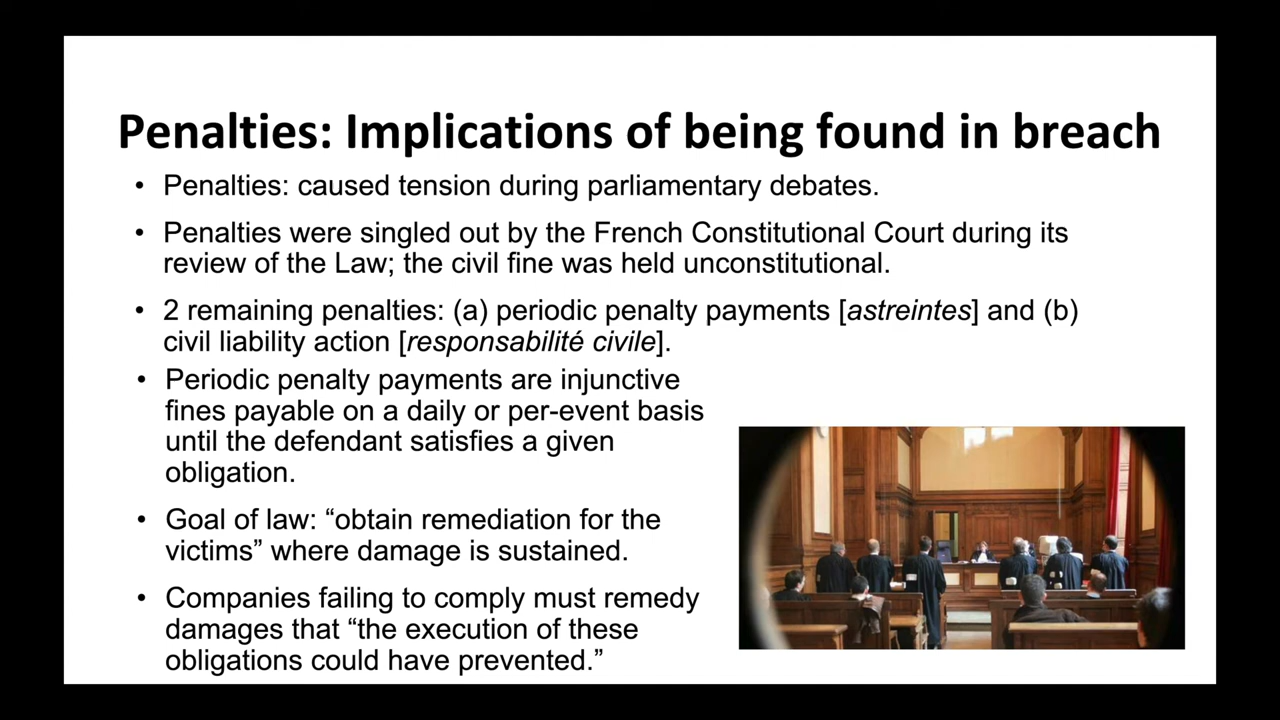 Penalties: Implications of being found in breach
• Penalties: caused tension during parliamentary debates.
• Penalties were singled out by the French Constitutional Court during its
review of the Law; the civil fine was held unconstitutional.
• 2 remaining penalties: (a) periodic penalty payments [astreintes] and (b)
civil liability action [responsabilité civile].
• Periodic penalty payments are injunctive
fines payable on a daily or per-event basis
until the defendant satisfies a given
obligation.
• Goal of law: “obtain remediation for the
victims” where damage is sustained.
• Companies failing to comply must remedy
damages that “the execution of these
obligations could have prevented.”